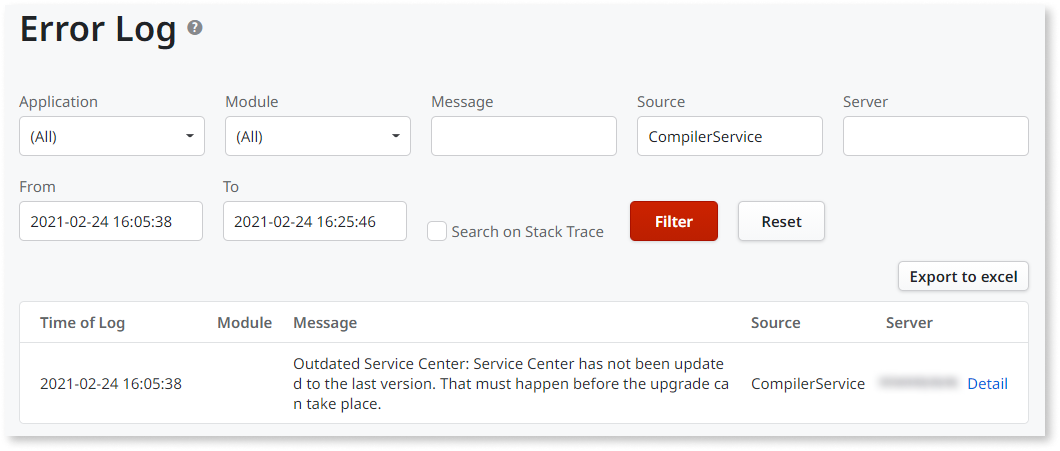 Error Log ?
Application Module Message Source Server
(All) (All) CompilerService
From To
2021-02-24 16:05:38 2021-02-24 16:25:46 Search on Stack Trace Filter Reset
Export to excel
Time of Log Module Message Source Server
Outdated Service Center: Service Center has not been update
2021-02-24 16:05:38 d to the last version. That must happen before the upgrade ca CompilerService Detail
n take place.